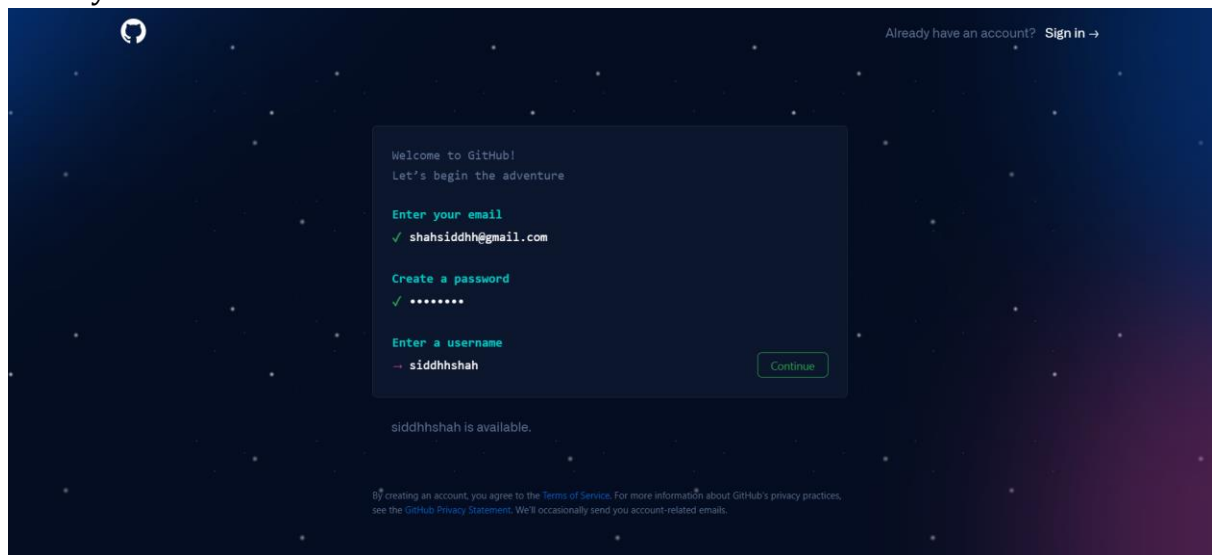 Already have an account? Sign in →
Welcome to GitHub!
Let's begin the adventure
Enter your email
✓ shahsiddhh@gmail.com
Create a password
✓ ••••••••
Enter a username
→ siddhhshah
Continue
siddhhshah is available.
By creating an account, you agree to the Terms of Service. For more information about GitHub's privacy practices,
see the GitHub Privacy Statement. We'll occasionally send you account-related emails.